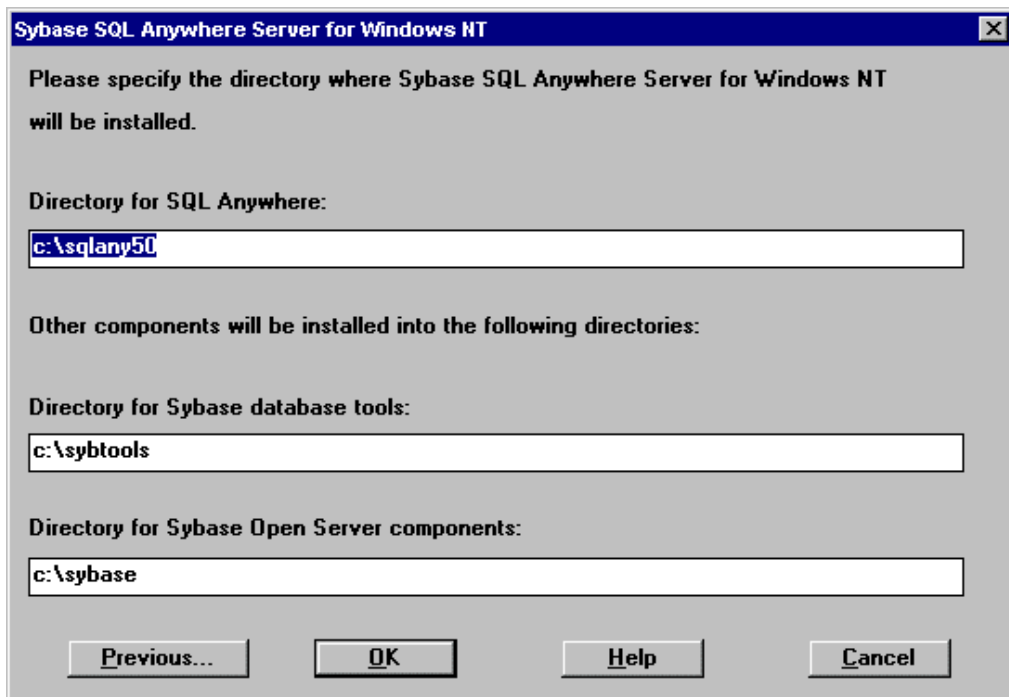 Sybase SQL Anywhere Server for Windows NT
Please specify the directory where Sybase SQL Anywhere Server for Windows NT
will be installed.
Directory for SQL Anywhere:
c:\sqlany50
Other components will be installed into the following directories:
Directory for Sybase database tools:
c:\sybtools
Directory for Sybase Open Server components:
c:\sybase
Previous... OK Help Cancel